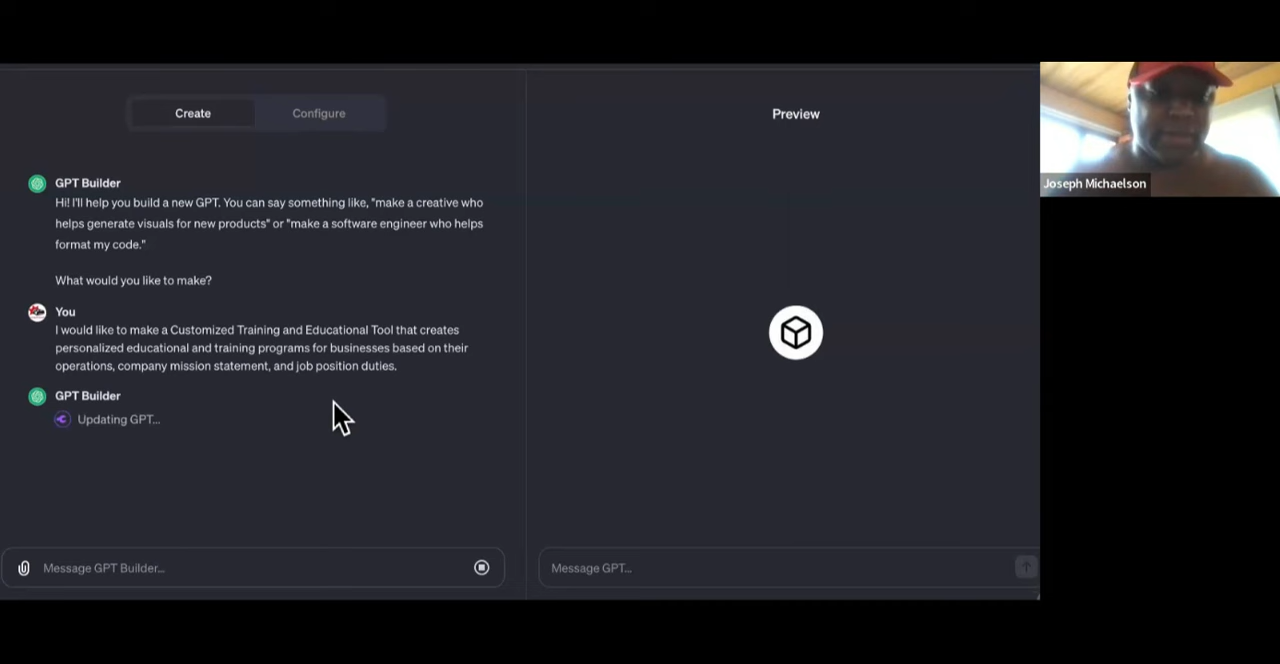 Create
Configure
Preview
GPT Builder
Hi! I'll help you build a new GPT. You can say something like, "make a creative who
helps generate visuals for new products" or "make a software engineer who helps
format my code."
What would you like to make?
You
I would like to make a Customized Training and Educational Tool that creates
personalized educational and training programs for businesses based on their
operations, company mission statement, and job position duties.
GPT Builder
Updating GPT...
Message GPT Builder...
Message GPT...
Joseph Michaelson